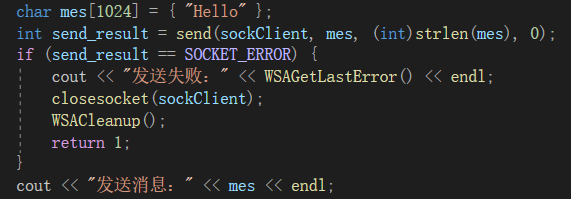 char mes[1024] = { "Hello" };
int send_result = send(sockClient, mes, (int)strlen(mes), 0);
if (send_result == SOCKET_ERROR) {
    cout << "发送失败：" << WSAGetLastError() << endl;
    closesocket(sockClient);
    WSACleanup();
    return 1;
}
cout << "发送消息：" << mes << endl;